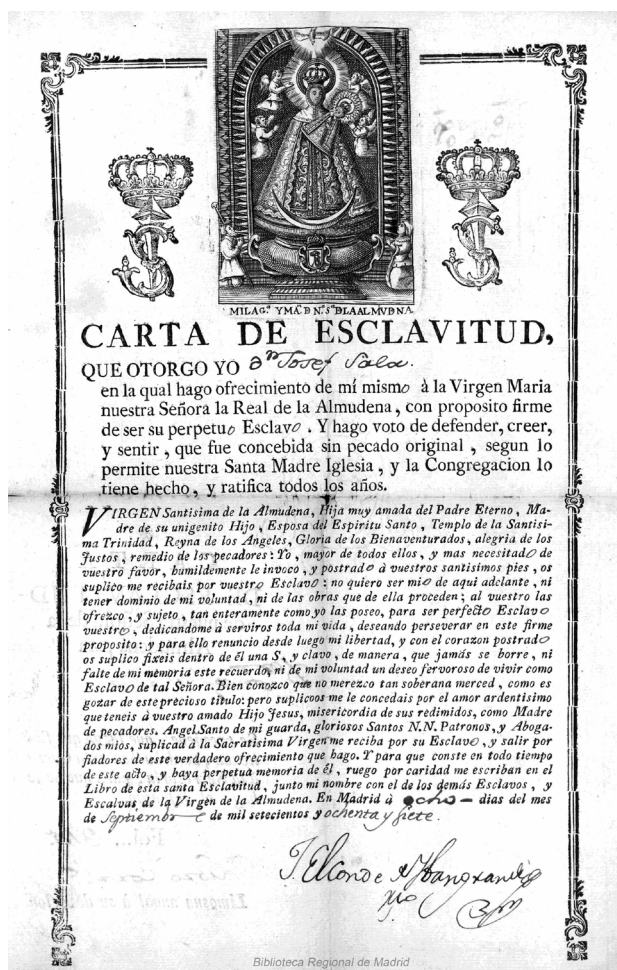 MILAG.ª YMA. D N.ª S.ª D LA ALMVDNA
CARTA DE ESCLAVITUD,
QUE OTORGO YO Dn Josef Sala.
en la qual hago ofrecimiento de mí mismo à la Virgen Maria
nuestra Señora la Real de la Almudena, con proposito firme
de ser su perpetuo Esclavo. Y hago voto de defender, creer,
y sentir, que fue concebida sin pecado original, segun lo
permite nuestra Santa Madre Iglesia, y la Congregacion lo
tiene hecho, y ratifica todos los años.
VIRGEN Santisima de la Almudena, Hija muy amada del Padre Eterno, Ma-
dre de su unigenito Hijo, Esposa del Espiritu Santo, Templo de la Santisi-
ma Trinidad, Reyna de los Angeles, Gloria de los Bienaventurados, alegria de los
Justos, remedio de los pecadores: Yo, mayor de todos ellos, y mas necesitado de
vuestro favor, humildemente le invoco, y postrado à vuestros santisimos pies, os
suplico me recibais por vuestro Esclavo: no quiero ser mio de aqui adelante, ni
tener dominio de mi voluntad, ni de las obras que de ella proceden; al vuestro las
ofrezco, y sujeto, tan enteramente como yo las poseo, para ser perfecto Esclavo
vuestro, dedicandome à serviros toda mi vida, deseando perseverar en este firme
proposito: y para ello renuncio desde luego mi libertad, y con el corazon postrado
os suplico fixeis dentro de él una S, y clavo, de manera, que jamás se borre, ni
falte de mi memoria este recuerdo, ni de mi voluntad un deseo fervoroso de vivir como
Esclavo de tal Señora. Bien conozco que no merezco tan soberana merced, como es
gozar de este precioso titulo: pero suplicoos me le concedais por el amor ardentisimo
que teneis à vuestro amado Hijo Jesus, misericordia de sus redimidos, como Madre
de pecadores. Angel Santo de mi guarda, gloriosos Santos N.N. Patronos, y Aboga-
dos mios, suplicad à la Sacratisima Virgen me reciba por su Esclavo, y salir por
fiadores de este verdadero ofrecimiento que hago. Y para que conste en todo tiempo
de este acto, y haya perpetua memoria de él, ruego por caridad me escriban en el
Libro de esta santa Esclavitud, junto mi nombre con el de los demás Esclavos, y
Escalvas de la Virgen de la Almudena. En Madrid à ocho dias del mes
de Septiembre de mil setecientos y ochenta y siete.
El Conde
Biblioteca Regional de Madrid